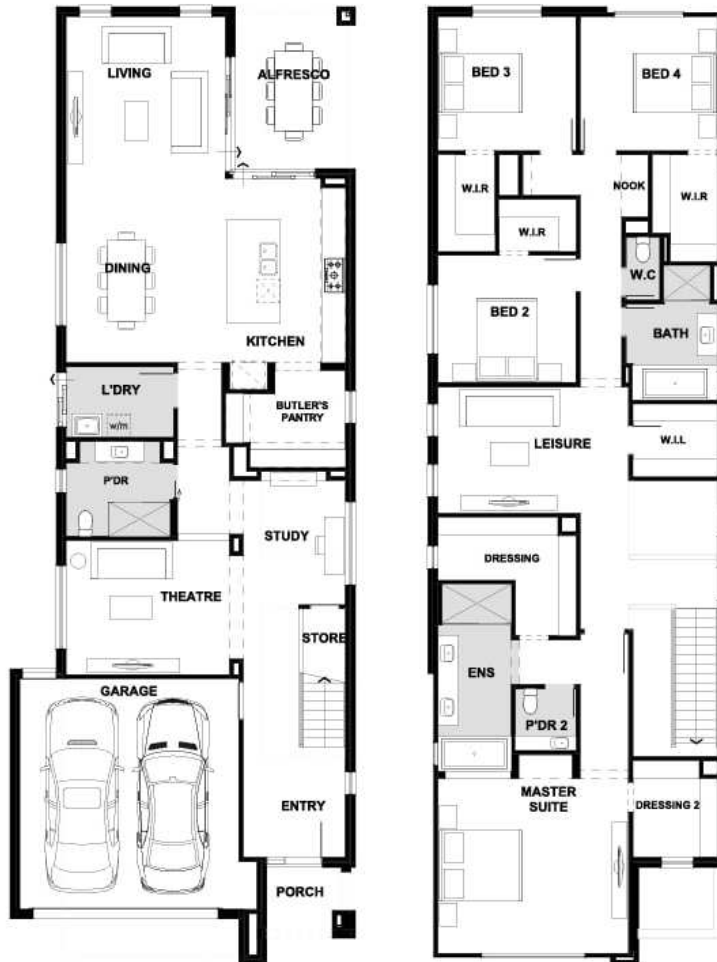 LIVING
ALFRESCO
DINING
KITCHEN
L'DRY
w/m
BUTLER'S
PANTRY
P'DR
STUDY
THEATRE
STORE
GARAGE
ENTRY
PORCH
BED 3
BED 4
W.I.R
NOOK
W.I.R
W.I.R
W.C
BED 2
BATH
LEISURE
W.I.L
DRESSING
ENS
P'DR 2
MASTER
SUITE
DRESSING 2